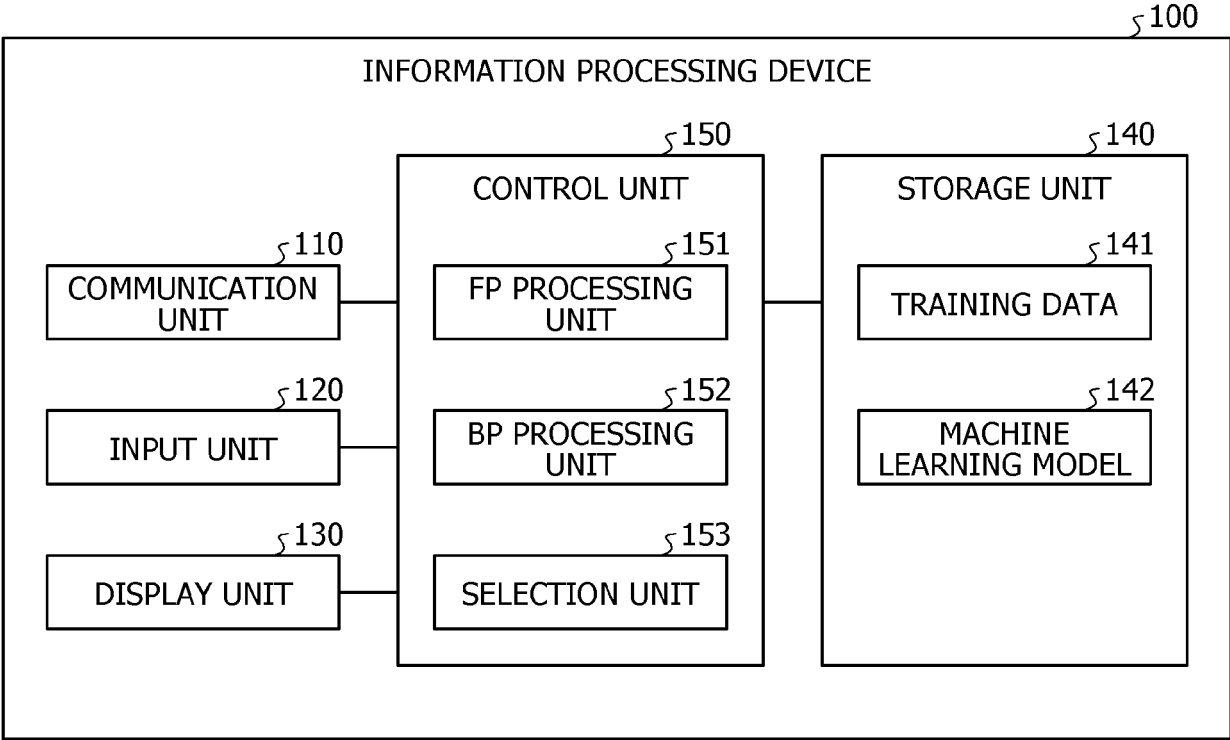 100
INFORMATION PROCESSING DEVICE
110
COMMUNICATION
UNIT
120
INPUT UNIT
130
DISPLAY UNIT
150
CONTROL UNIT
151
FP PROCESSING
UNIT
152
BP PROCESSING
UNIT
153
SELECTION UNIT
140
STORAGE UNIT
141
TRAINING DATA
142
MACHINE
LEARNING MODEL